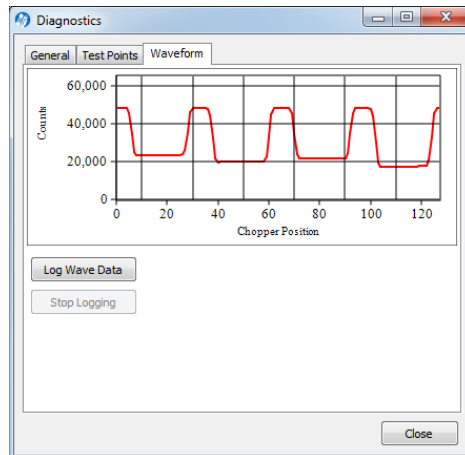 Diagnostics
General Test Points Waveform
60,000
40,000
20,000
0
Counts
0 20 40 60 80 100 120
Chopper Position
Log Wave Data
Stop Logging
Close